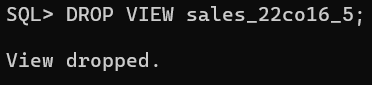 SQL> DROP VIEW sales_22co16_5;
View dropped.